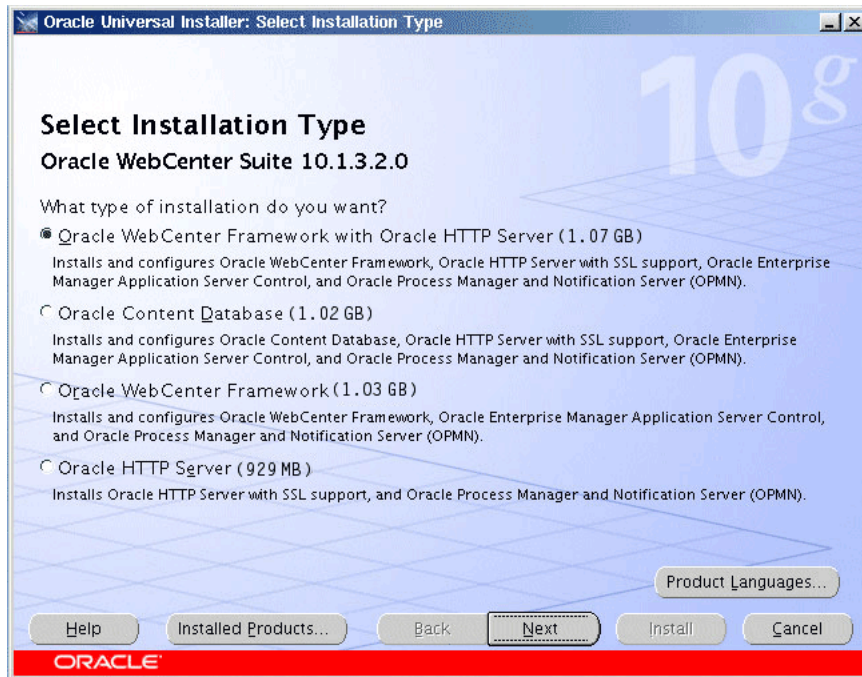 Oracle Universal Installer: Select Installation Type
10g
Select Installation Type
Oracle WebCenter Suite 10.1.3.2.0
What type of installation do you want?
Oracle WebCenter Framework with Oracle HTTP Server (1.07 GB)
Installs and configures Oracle WebCenter Framework, Oracle HTTP Server with SSL support, Oracle Enterprise
Manager Application Server Control, and Oracle Process Manager and Notification Server (OPMN).
Oracle Content Database (1.02 GB)
Installs and configures Oracle Content Database, Oracle HTTP Server with SSL support, Oracle Enterprise
Manager Application Server Control, and Oracle Process Manager and Notification Server (OPMN).
Oracle WebCenter Framework (1.03 GB)
Installs and configures Oracle WebCenter Framework, Oracle Enterprise Manager Application Server Control,
and Oracle Process Manager and Notification Server (OPMN).
Oracle HTTP Server (929 MB)
Installs Oracle HTTP Server with SSL support, and Oracle Process Manager and Notification Server (OPMN).
Product Languages...
Help Installed Products... Back Next Install Cancel
ORACLE